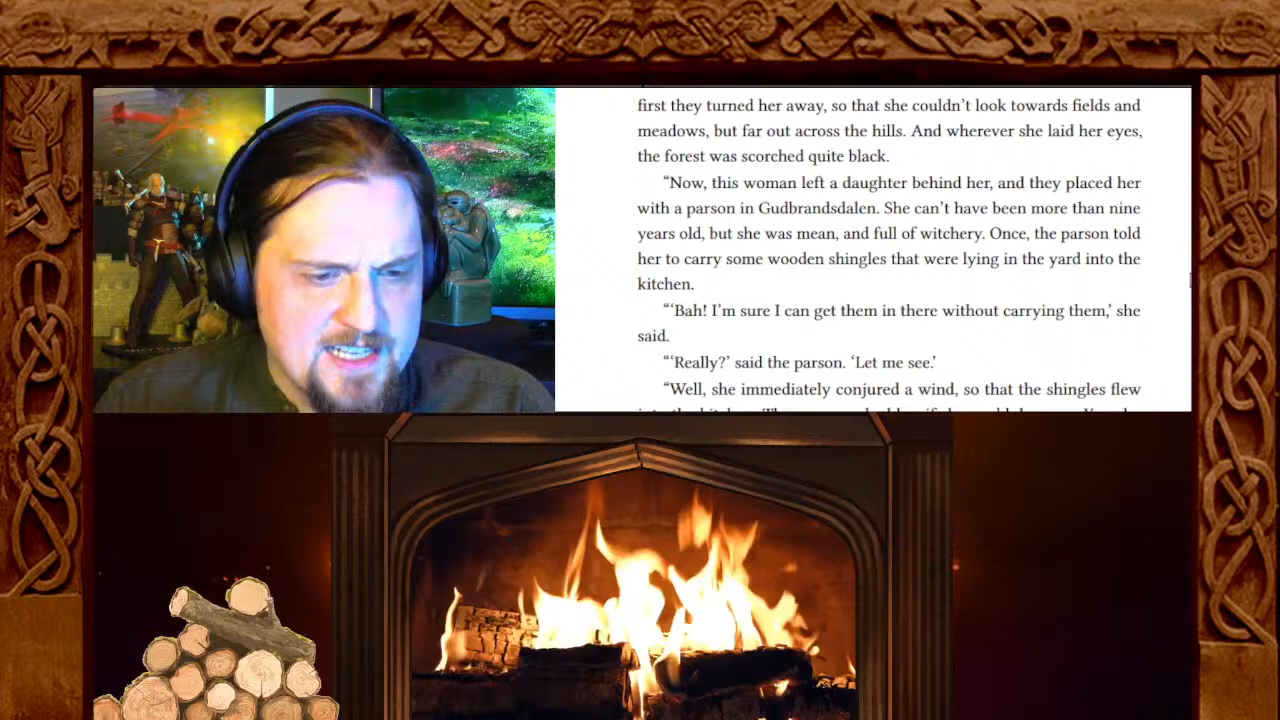 first they turned her away, so that she couldn’t look towards fields and
meadows, but far out across the hills. And wherever she laid her eyes,
the forest was scorched quite black.
“Now, this woman left a daughter behind her, and they placed her
with a parson in Gudbrandsdalen. She can’t have been more than nine
years old, but she was mean, and full of witchery. Once, the parson told
her to carry some wooden shingles that were lying in the yard into the
kitchen.
“‘Bah! I’m sure I can get them in there without carrying them,’ she
said.
“‘Really?’ said the parson. ‘Let me see.’
“Well, she immediately conjured a wind, so that the shingles flew